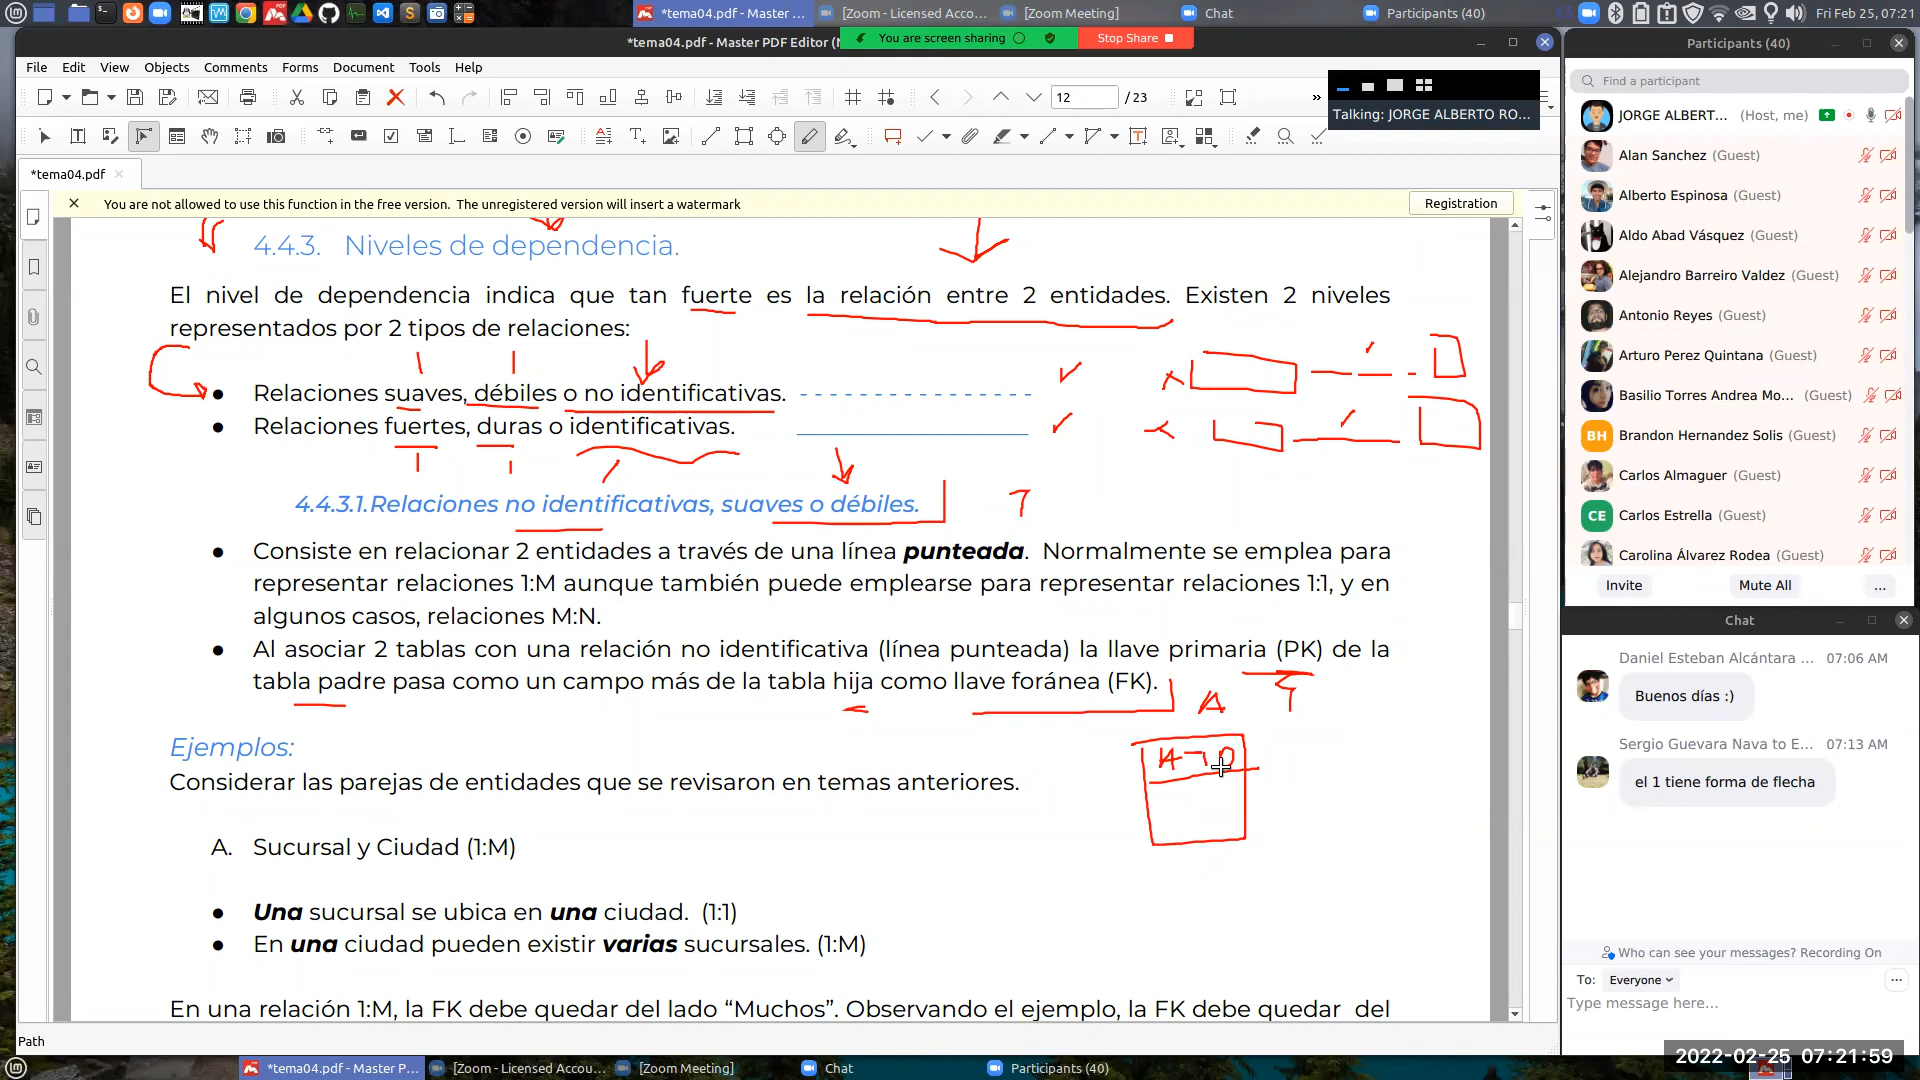 *tema04.pdf - Master ...
[Zoom - Licensed Acco...
[Zoom Meeting]
Chat
Participants (40)
Fri Feb 25, 07:21
*tema04.pdf - Master PDF Editor (
You are screen sharing
Stop Share
Participants (40)
File Edit View Objects Comments Forms Document Tools Help
Find a participant
12 / 23
»
Talking: JORGE ALBERTO RO...
JORGE ALBERT... (Host, me)
Alan Sanchez (Guest)
*tema04.pdf
Alberto Espinosa (Guest)
You are not allowed to use this function in the free version. The unregistered version will insert a watermark
Registration
Aldo Abad Vásquez (Guest)
Alejandro Barreiro Valdez (Guest)
Antonio Reyes (Guest)
Arturo Perez Quintana (Guest)
Basilio Torres Andrea Mo... (Guest)
BH Brandon Hernandez Solis (Guest)
Carlos Almaguer (Guest)
CE Carlos Estrella (Guest)
Carolina Álvarez Rodea (Guest)
Invite Mute All ...
4.4.3. Niveles de dependencia.
El nivel de dependencia indica que tan fuerte es la relación entre 2 entidades. Existen 2 niveles
representados por 2 tipos de relaciones:
● Relaciones suaves, débiles o no identificativas.
● Relaciones fuertes, duras o identificativas.
4.4.3.1.Relaciones no identificativas, suaves o débiles.
● Consiste en relacionar 2 entidades a través de una línea punteada. Normalmente se emplea para
representar relaciones 1:M aunque también puede emplearse para representar relaciones 1:1, y en
algunos casos, relaciones M:N.
● Al asociar 2 tablas con una relación no identificativa (línea punteada) la llave primaria (PK) de la
tabla padre pasa como un campo más de la tabla hija como llave foránea (FK).
A
Ejemplos:
Considerar las parejas de entidades que se revisaron en temas anteriores.
A. Sucursal y Ciudad (1:M)
● Una sucursal se ubica en una ciudad. (1:1)
● En una ciudad pueden existir varias sucursales. (1:M)
En una relación 1:M, la FK debe quedar del lado “Muchos”. Observando el ejemplo, la FK debe quedar del
Path
Chat
Daniel Esteban Alcántara ... 07:06 AM
Buenos días :)
Sergio Guevara Nava to E... 07:13 AM
el 1 tiene forma de flecha
Who can see your messages? Recording On
To: Everyone
Type message here...
2022-02-25 07:21:59
*tema04.pdf - Master P...
[Zoom - Licensed Accou...
[Zoom Meeting]
Chat
Participants (40)